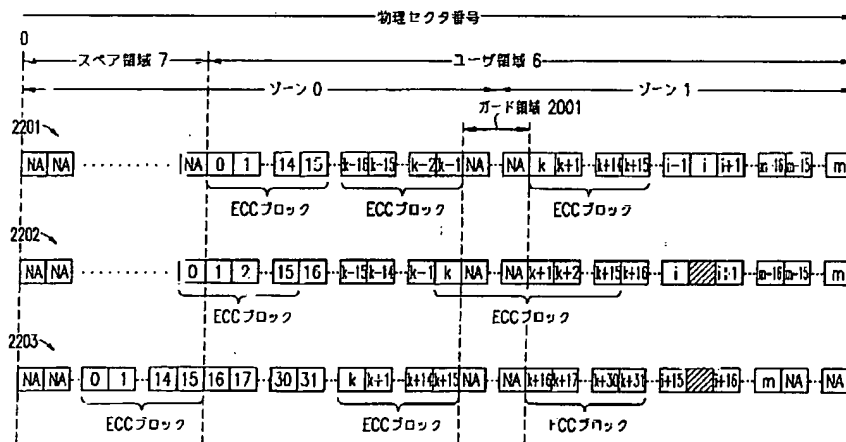 物理セクタ番号
0
スペア領域 7 ユーザ領域 6
ゾーン 0 ゾーン 1
ガード領域 2001
2201
NA NA NA 0 1 14 15 k-16 k-15 k-2 k-1 NA NA k k+1 k+14 k+15 i-1 i i+1 m-16 m-15 m
ECCブロック ECCブロック ECCブロック
2202
NA NA 0 1 2 15 16 k-15 k-14 k-1 k NA NA k+1 k+2 k+15 k+16 i i+1 m-16 m-15 m
ECCブロック ECCブロック
2203
NA NA 0 1 14 15 16 17 30 31 k k+1 k+14 k+15 NA NA k+16 k+17 k+30 k+31 i+15 i+16 m NA NA
ECCブロック ECCブロック ECCブロック